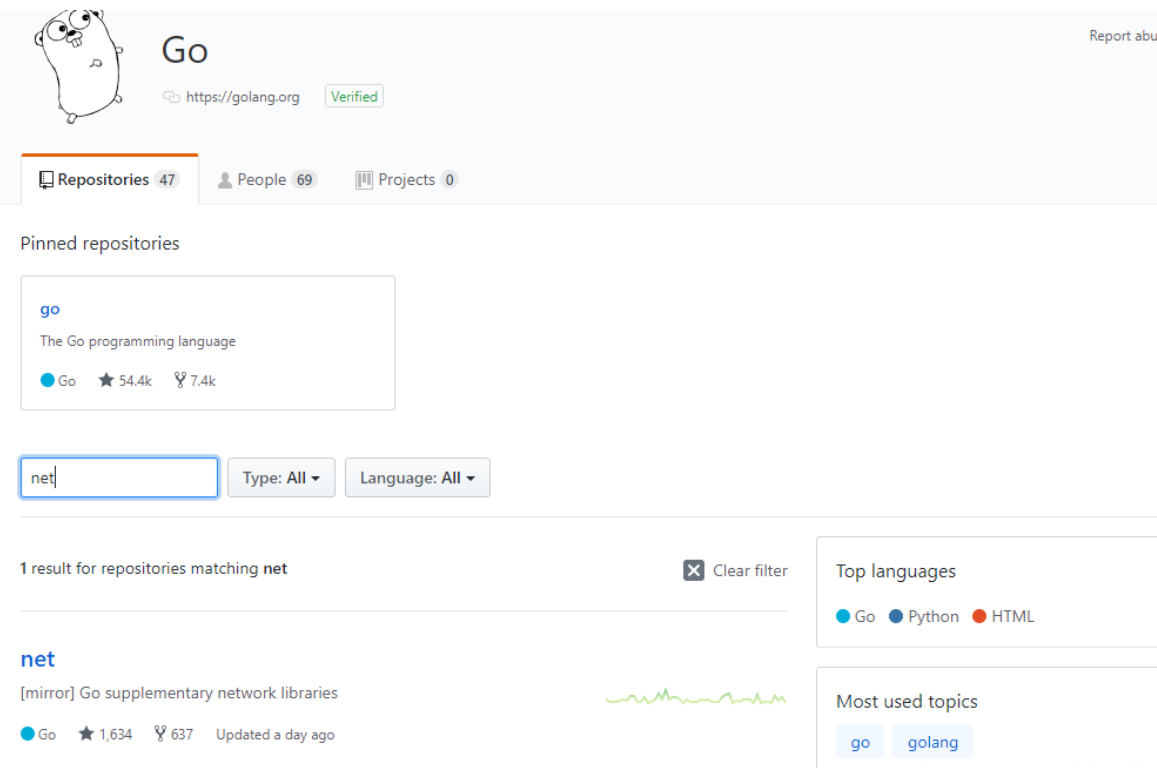 Go
Report abu
https://golang.org Verified
Repositories 47 People 69 Projects 0
Pinned repositories
go
The Go programming language
Go 54.4k 7.4k
net Type: All Language: All
1 result for repositories matching net Clear filter
net
[mirror] Go supplementary network libraries
Go 1,634 637 Updated a day ago
Top languages
Go Python HTML
Most used topics
go golang